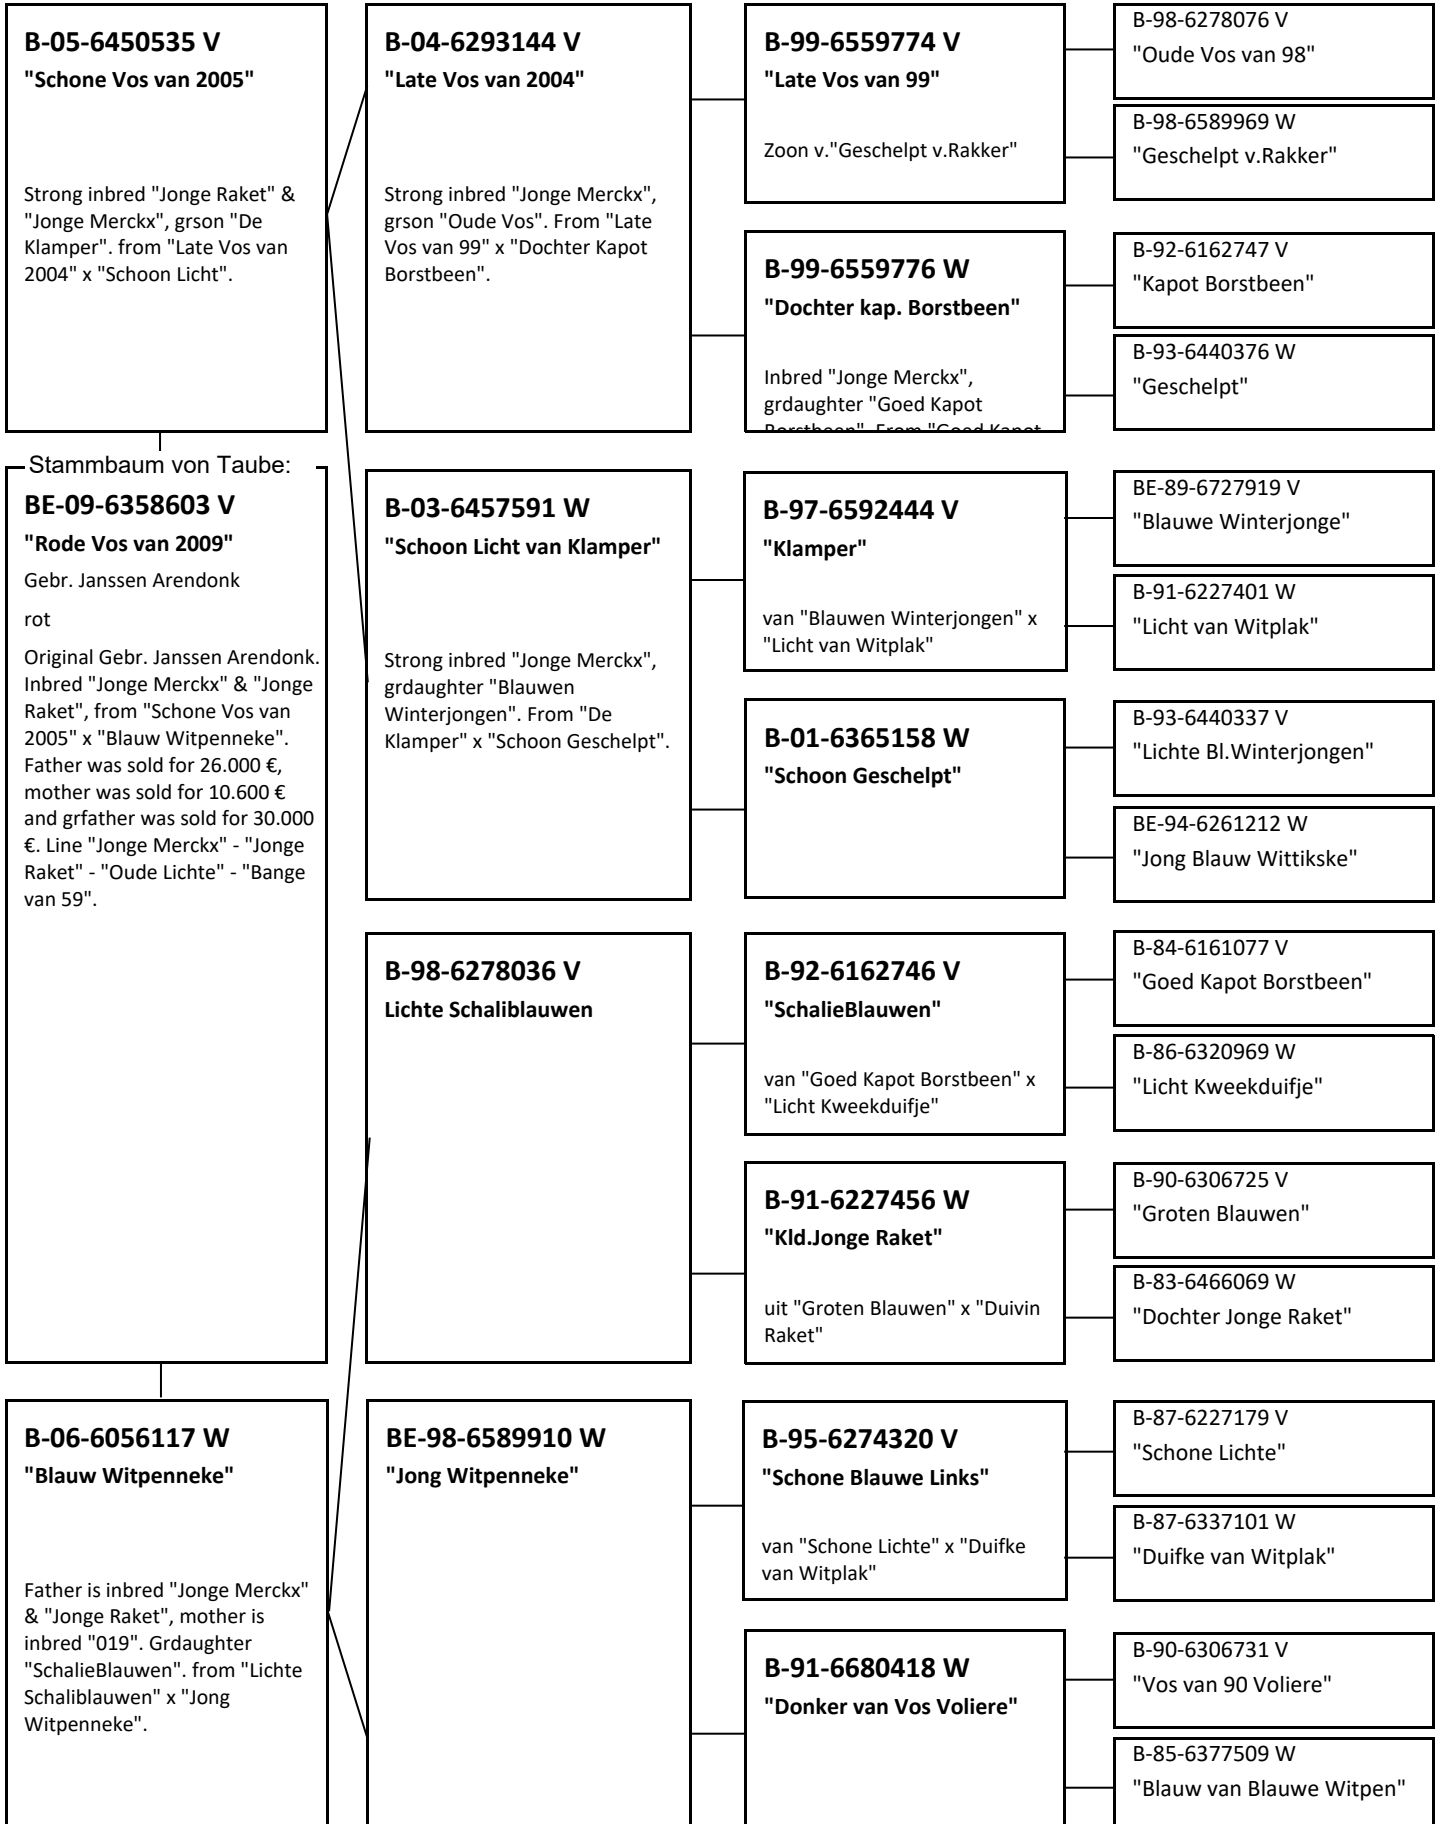 B-05-6450535 V
"Schone Vos van 2005"
Strong inbred "Jonge Raket" &
"Jonge Merckx", grson "De
Klamper". from "Late Vos van
2004" x "Schoon Licht".
Stammbaum von Taube:
BE-09-6358603 V
"Rode Vos van 2009"
Gebr. Janssen Arendonk
rot
Original Gebr. Janssen Arendonk.
Inbred "Jonge Merckx" & "Jonge
Raket", from "Schone Vos van
2005" x "Blauw Witpenneke".
Father was sold for 26.000 €,
mother was sold for 10.600 €
and grfather was sold for 30.000
€. Line "Jonge Merckx" - "Jonge
Raket" - "Oude Lichte" - "Bange
van 59".
B-06-6056117 W
"Blauw Witpenneke"
Father is inbred "Jonge Merckx"
& "Jonge Raket", mother is
inbred "019". Grdaughter
"SchalieBlauwen". from "Lichte
Schaliblauwen" x "Jong
Witpenneke".
B-04-6293144 V
"Late Vos van 2004"
Strong inbred "Jonge Merckx",
grson "Oude Vos". From "Late
Vos van 99" x "Dochter Kapot
Borstbeen".
B-03-6457591 W
"Schoon Licht van Klamper"
Strong inbred "Jonge Merckx",
grdaughter "Blauwen
Winterjongen". From "De
Klamper" x "Schoon Geschelpt".
B-98-6278036 V
Lichte Schaliblauwen
BE-98-6589910 W
"Jong Witpenneke"
B-99-6559774 V
"Late Vos van 99"
Zoon v."Geschelpt v.Rakker"
B-99-6559776 W
"Dochter kap. Borstbeen"
Inbred "Jonge Merckx",
grdaughter "Goed Kapot
Borstbeen". From "Goed Kapot
B-97-6592444 V
"Klamper"
van "Blauwen Winterjongen" x
"Licht van Witplak"
B-01-6365158 W
"Schoon Geschelpt"
B-92-6162746 V
"SchalieBlauwen"
van "Goed Kapot Borstbeen" x
"Licht Kweekduifje"
B-91-6227456 W
"Kld.Jonge Raket"
uit "Groten Blauwen" x "Duivin
Raket"
B-95-6274320 V
"Schone Blauwe Links"
van "Schone Lichte" x "Duifke
van Witplak"
B-91-6680418 W
"Donker van Vos Voliere"
B-98-6278076 V
"Oude Vos van 98"
B-98-6589969 W
"Geschelpt v.Rakker"
B-92-6162747 V
"Kapot Borstbeen"
B-93-6440376 W
"Geschelpt"
BE-89-6727919 V
"Blauwe Winterjonge"
B-91-6227401 W
"Licht van Witplak"
B-93-6440337 V
"Lichte Bl.Winterjongen"
BE-94-6261212 W
"Jong Blauw Wittikske"
B-84-6161077 V
"Goed Kapot Borstbeen"
B-86-6320969 W
"Licht Kweekduifje"
B-90-6306725 V
"Groten Blauwen"
B-83-6466069 W
"Dochter Jonge Raket"
B-87-6227179 V
"Schone Lichte"
B-87-6337101 W
"Duifke van Witplak"
B-90-6306731 V
"Vos van 90 Voliere"
B-85-6377509 W
"Blauw van Blauwe Witpen"